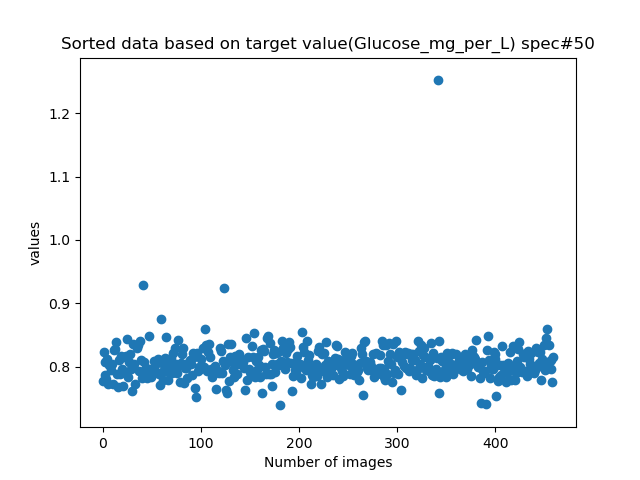 Sorted data based on target value(Glucose_mg_per_L) spec#50
1.2
1.1
1.0
0.9
0.8
values
0 100 200 300 400
Number of images